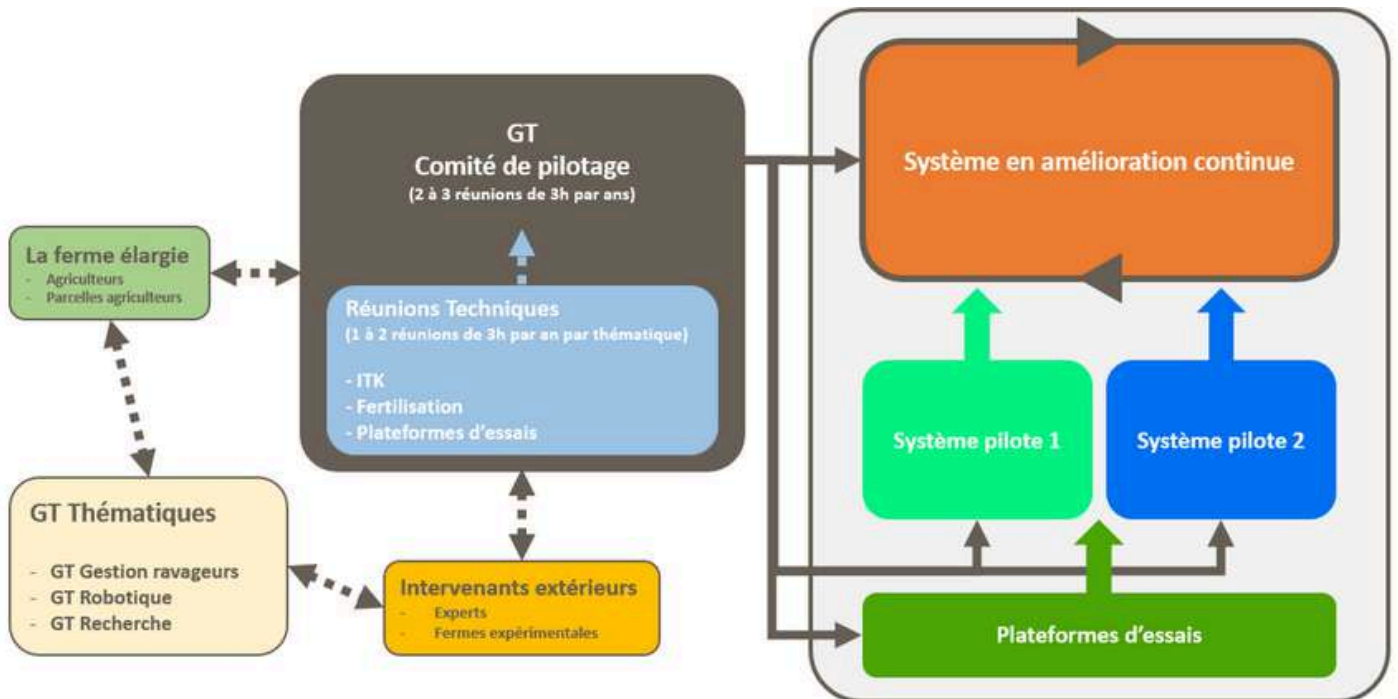 GT
Comité de pilotage
(2 à 3 réunions de 3h par ans)
Réunions Techniques
(1 à 2 réunions de 3h par an par thématique)
- ITK
- Fertilisation
- Plateformes d'essais
La ferme élargie
- Agriculteurs
- Parcelles agriculteurs
GT Thématiques
- GT Gestion ravageurs
- GT Robotique
- GT Recherche
Intervenants extérieurs
- Experts
- Fermes expérimentales
Système en amélioration continue
Système pilote 1
Système pilote 2
Plateformes d'essais